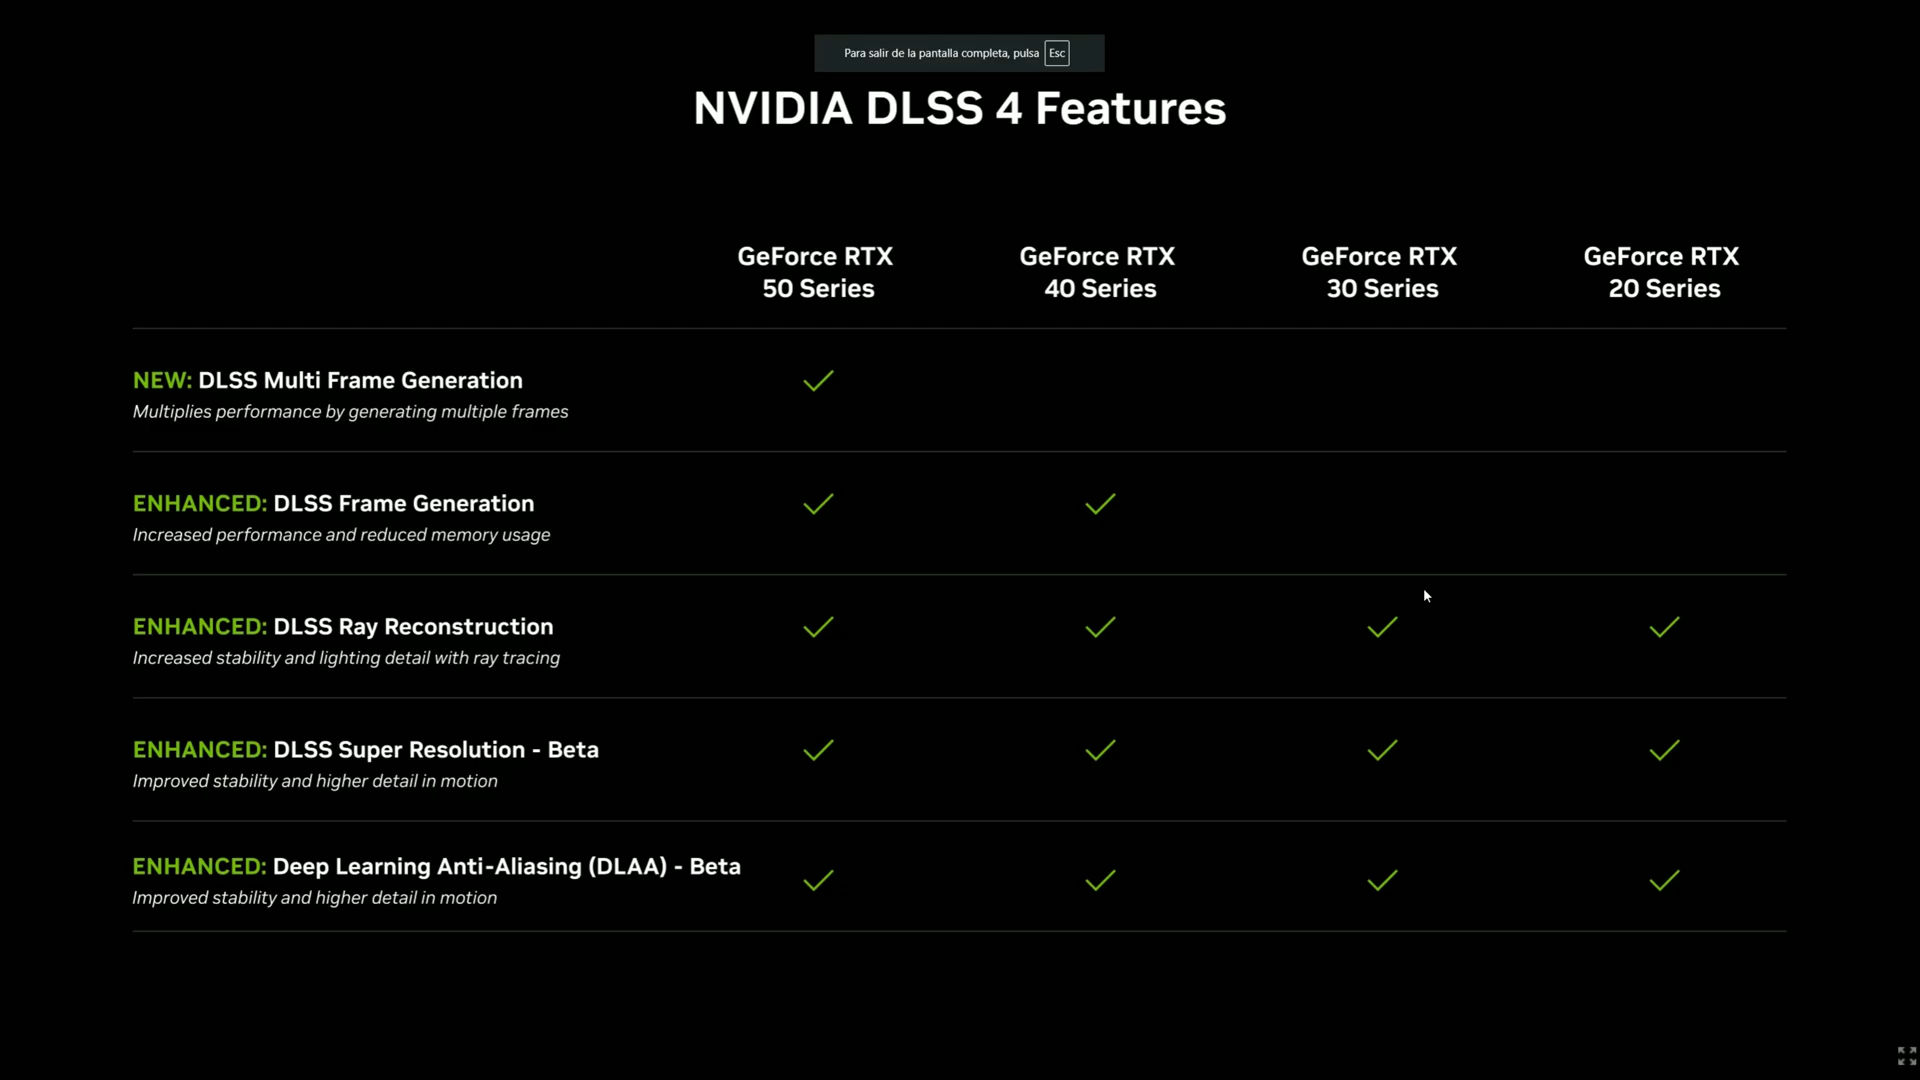 Para salir de la pantalla completa, pulsa Esc
NVIDIA DLSS 4 Features
GeForce RTX 50 Series
GeForce RTX 40 Series
GeForce RTX 30 Series
GeForce RTX 20 Series
NEW: DLSS Multi Frame Generation
Multiplies performance by generating multiple frames
ENHANCED: DLSS Frame Generation
Increased performance and reduced memory usage
ENHANCED: DLSS Ray Reconstruction
Increased stability and lighting detail with ray tracing
ENHANCED: DLSS Super Resolution - Beta
Improved stability and higher detail in motion
ENHANCED: Deep Learning Anti-Aliasing (DLAA) - Beta
Improved stability and higher detail in motion